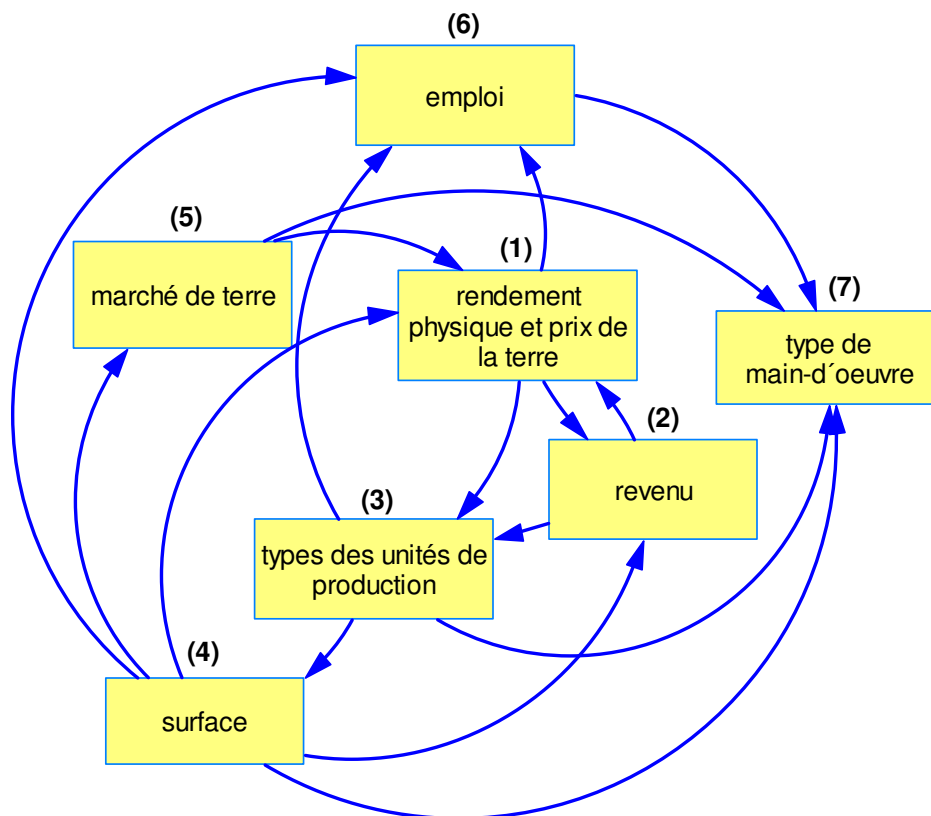 (6)
emploi
(5)
marché de terre
(1)
rendement
physique et prix de
la terre
(7)
type de
main-d´oeuvre
(2)
revenu
(3)
types des unités de
production
(4)
surface